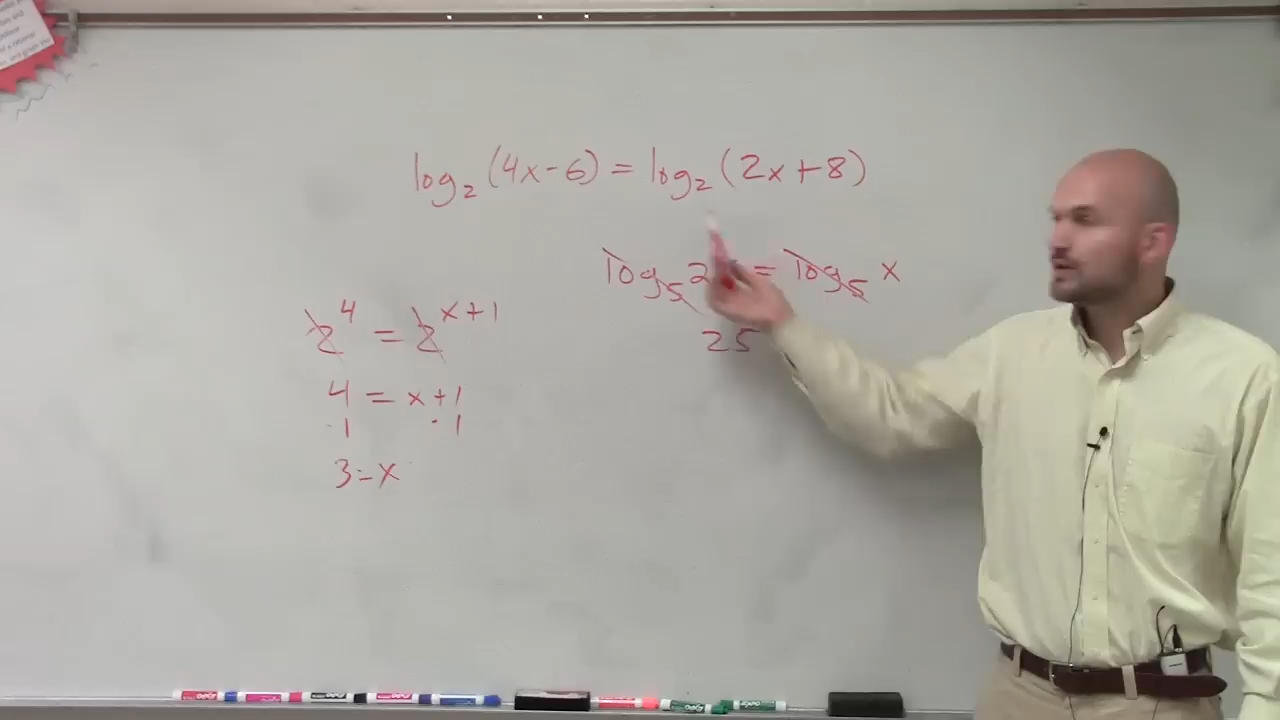 log₂(4x-6) = log₂(2x+8)
log₅ 2 = log₅ x
25
2⁴ = 2ˣ⁺¹
4 = x+1
-1 -1
3=x